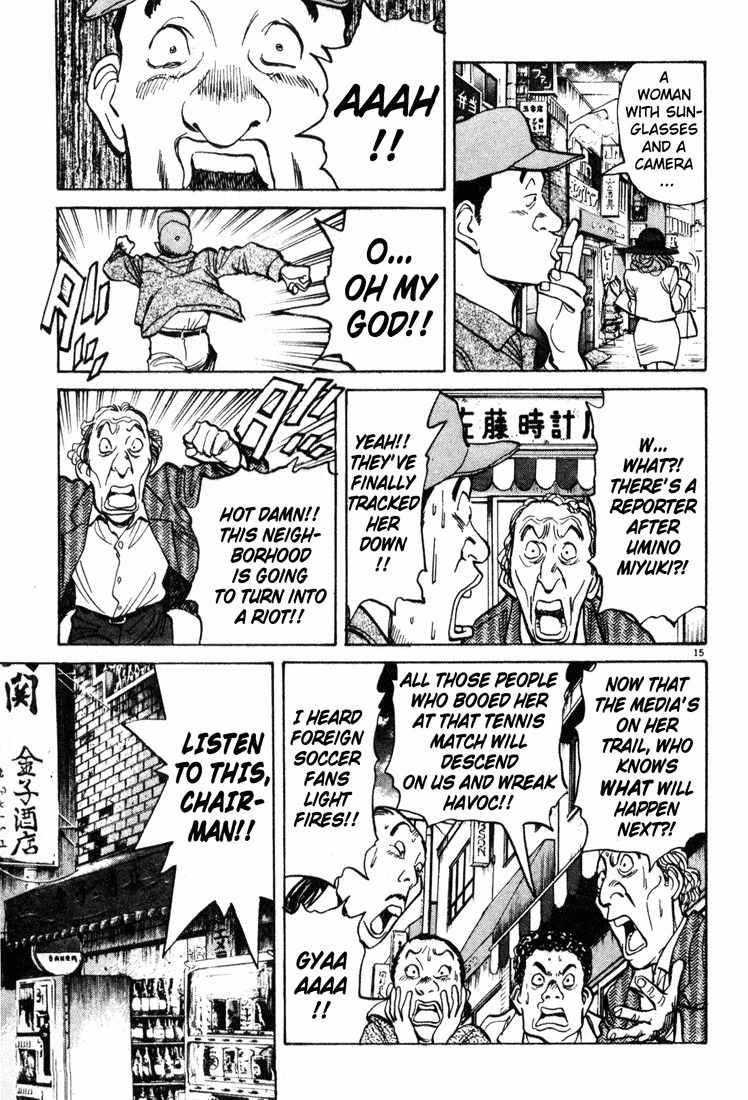 A
WOMAN
WITH SUN-
GLASSES
AND A
CAMERA
...
弁当
AAAH
!!
O...
OH MY
GOD!!
W...
WHAT?!
THERE'S A
REPORTER
AFTER
UMINO
MIYUKI?!
佐藤時計
YEAH!!
THEY'VE
FINALLY
TRACKED
HER
DOWN
!!
HOT DAMN!!
THIS NEIGH-
BORHOOD
IS GOING
TO TURN INTO
A RIOT!!
15
NOW THAT
THE MEDIA'S
ON HER
TRAIL, WHO
KNOWS
WHAT WILL
HAPPEN
NEXT?!
ALL THOSE PEOPLE
WHO BOOED HER
AT THAT TENNIS
MATCH WILL
DESCEND
ON US AND WREAK
HAVOC!!
I HEARD
FOREIGN
SOCCER
FANS
LIGHT
FIRES!!
GYAA
AAAA
!!
LISTEN
TO THIS,
CHAIR-
MAN!!
関
金子酒店